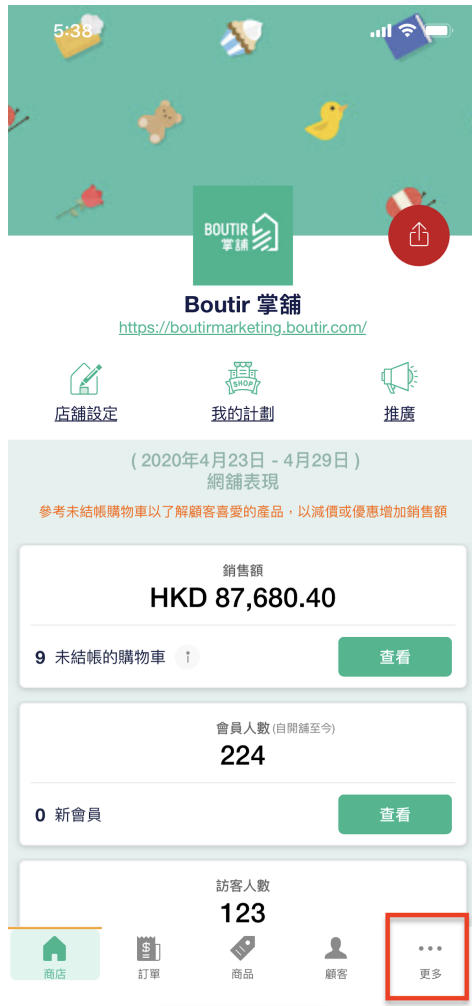 5:38
BOUTIR
掌舖
Boutir 掌舖
https://boutirmarketing.boutir.com/
店舖設定
我的計劃
SHOP
推廣
( 2020年4月23日 - 4月29日 )
網舖表現
參考未結帳購物車以了解顧客喜愛的產品，以減價或優惠增加銷售額
銷售額
HKD 87,680.40
9 未結帳的購物車 i
查看
會員人數 (自開舖至今)
224
0 新會員
查看
訪客人數
123
商店
訂單
商品
顧客
更多